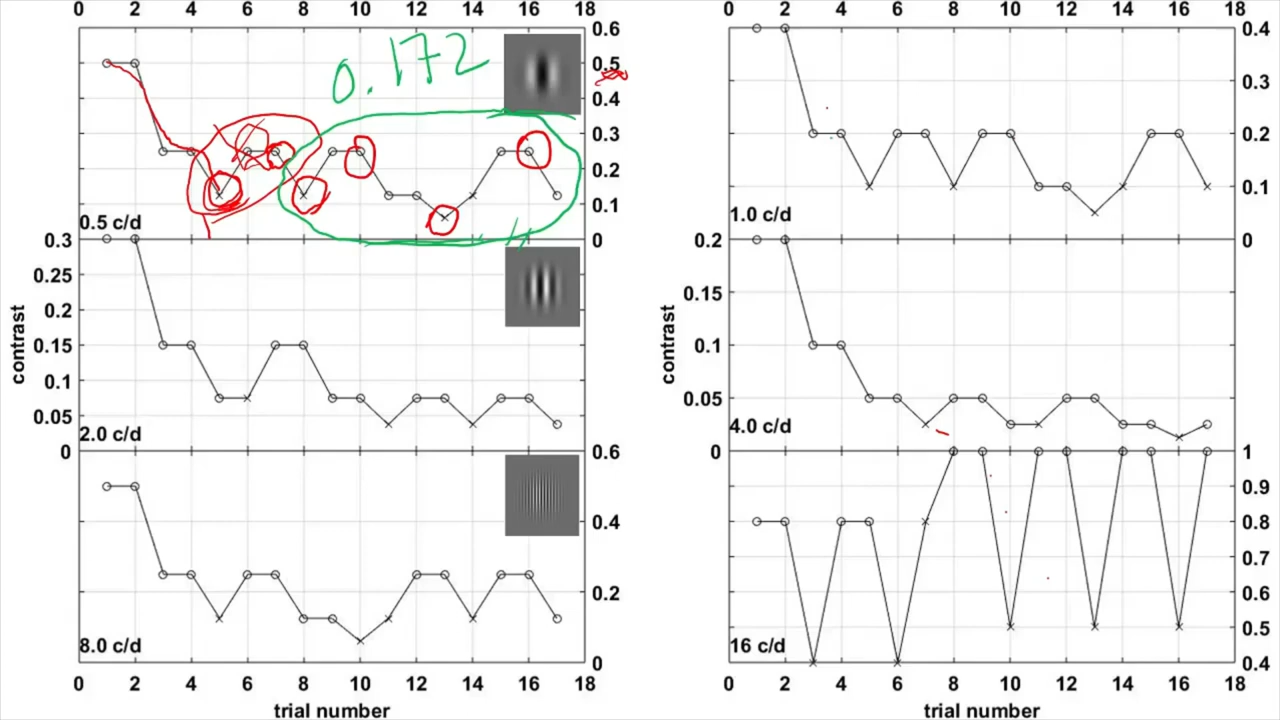 0 2 4 6 8 10 12 14 16 18
0 2 4 6 8 10 12 14 16 18
0.6
0.5
0.4
0.3
0.2
0.1
0
0.172
0.5 c/d
0.4
0.3
0.2
0.1
0
1.0 c/d
contrast
0.3
0.25
0.2
0.15
0.1
0.05
0
2.0 c/d
contrast
0.2
0.15
0.1
0.05
0
4.0 c/d
0.6
0.4
0.2
0
8.0 c/d
1
0.9
0.8
0.7
0.6
0.5
0.4
16 c/d
0 2 4 6 8 10 12 14 16 18
0 2 4 6 8 10 12 14 16 18
trial number
trial number